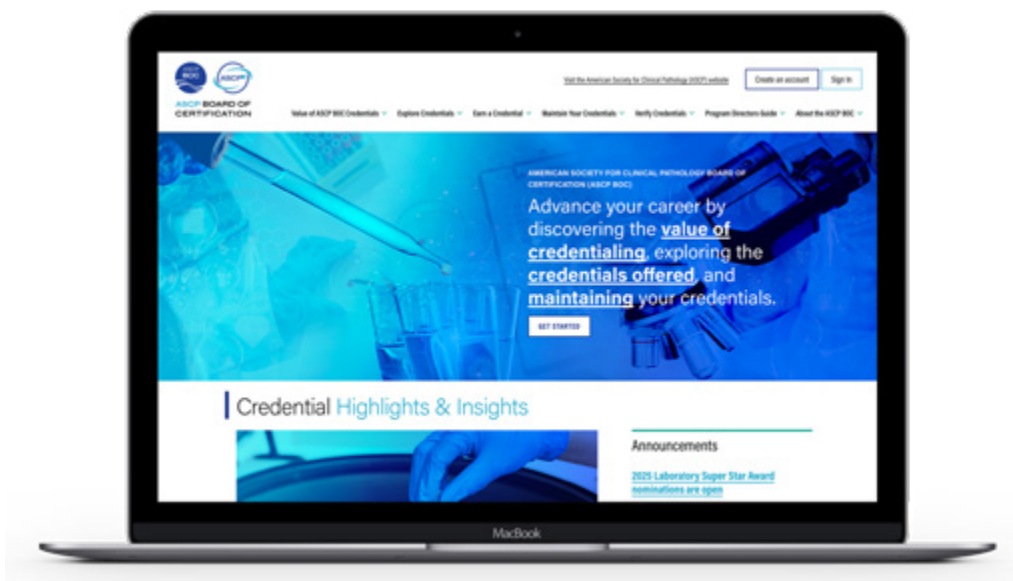 ASCP
BOC
ASCP
ASCP BOARD OF
CERTIFICATION
Visit the American Society for Clinical Pathology (ASCP) website
Create an account
Sign In
Value of ASCP BOC Credentials
Explore Credentials
Earn a Credential
Maintain Your Credentials
Verify Credentials
Program Directors Guide
About the ASCP BOC
AMERICAN SOCIETY FOR CLINICAL PATHOLOGY BOARD OF
CERTIFICATION (ASCP BOC)
Advance your career by
discovering the value of
credentialing, exploring the
credentials offered, and
maintaining your credentials.
GET STARTED
Credential Highlights & Insights
Announcements
2025 Laboratory Super Star Award
nominations are open
MacBook